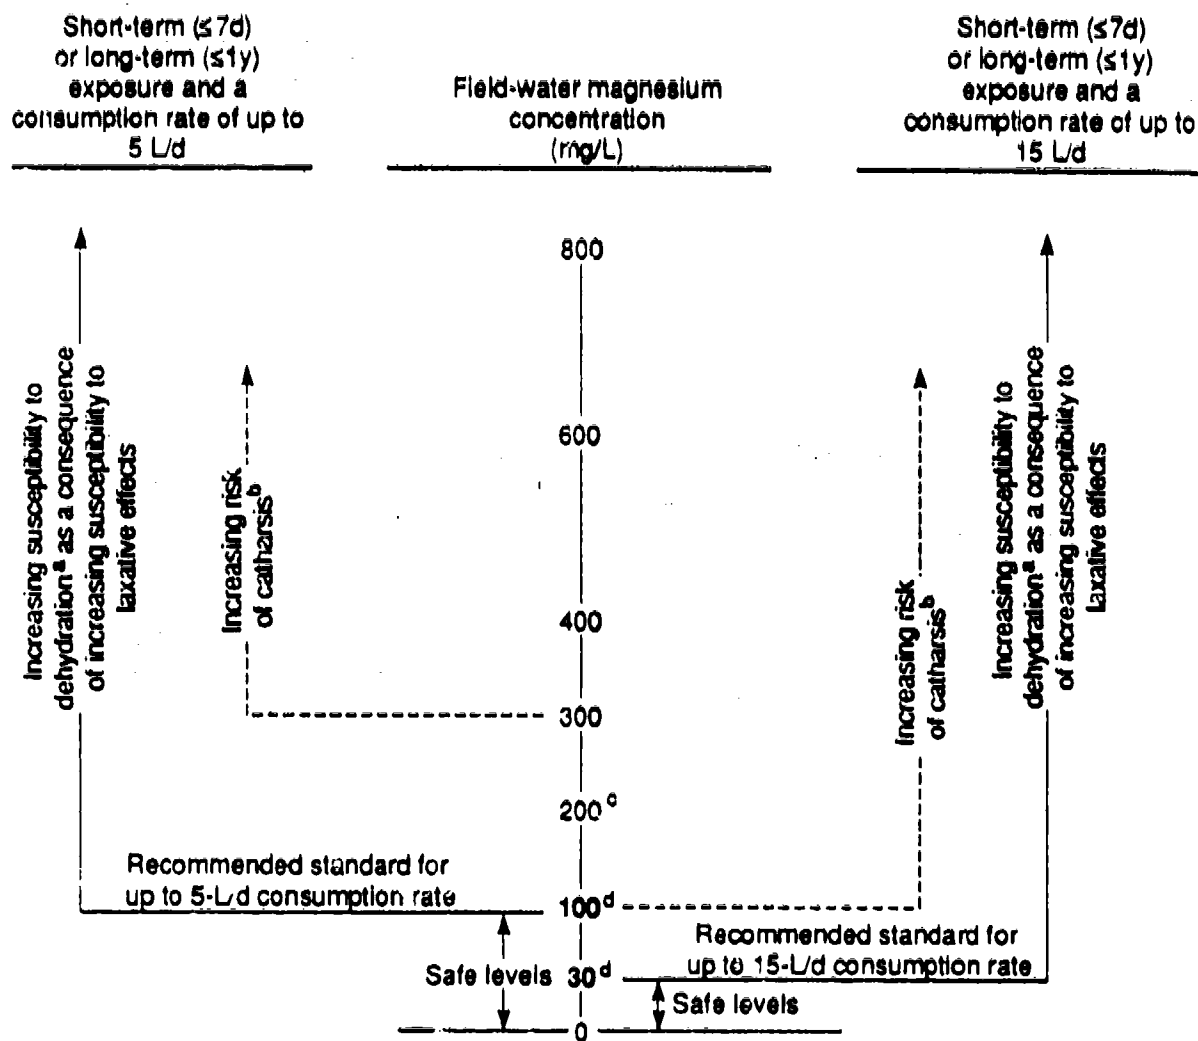 Short-term (≤7d)
or long-term (≤1y)
exposure and a
consumption rate of up to
5 L/d
Field-water magnesium
concentration
(mg/L)
Short-term (≤7d)
or long-term (≤1y)
exposure and a
consumption rate of up to
15 L/d
800
600
400
300
200c
100d
30d
0
Increasing susceptibility to
dehydrationa as a consequence
of increasing susceptibility to
laxative effects
Increasing risk
of catharsisb
Increasing risk
of catharsisb
Increasing susceptibility to
dehydrationa as a consequence
of increasing susceptibility to
laxative effects
Recommended standard for
up to 5-L/d consumption rate
Recommended standard for
up to 15-L/d consumption rate
Safe levels
Safe levels